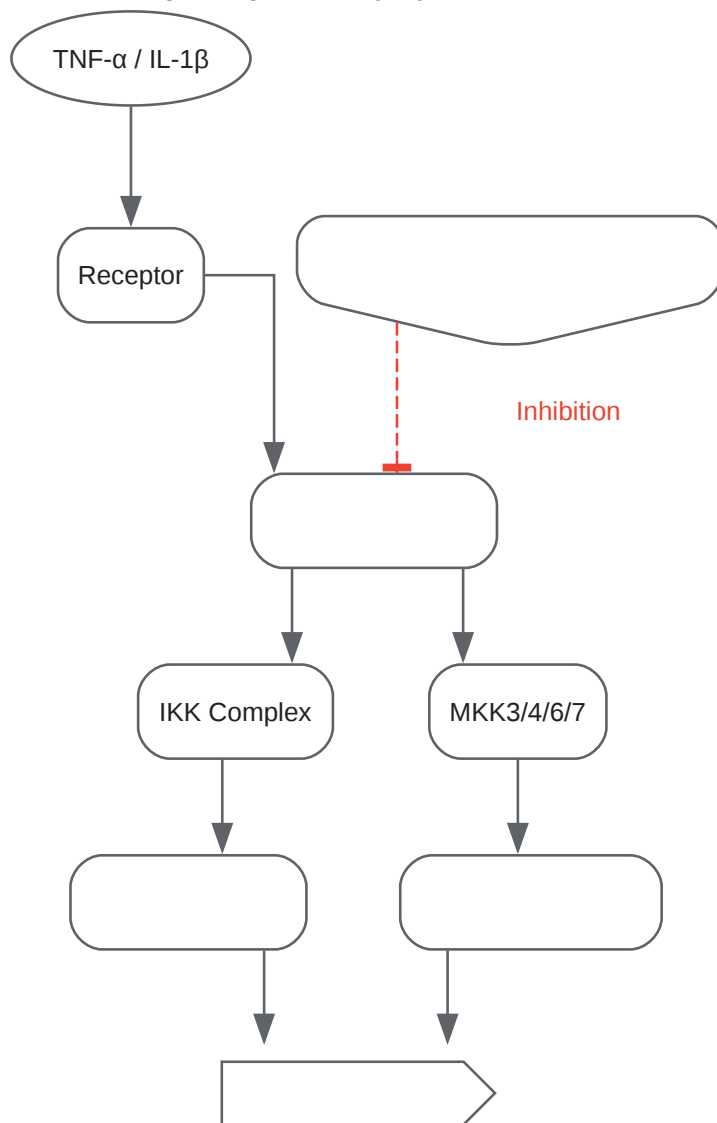 TNF-α / IL-1β
Receptor
Inhibition
IKK Complex
MKK3/4/6/7